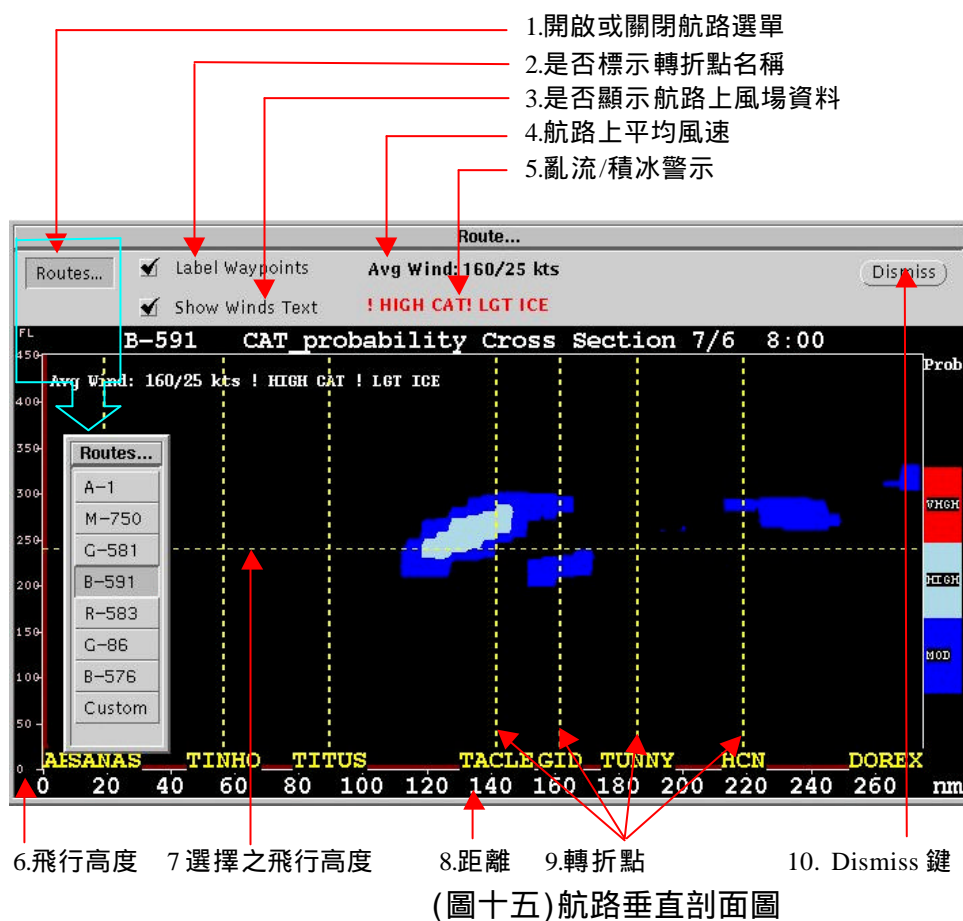 1.開啟或關閉航路選單
2.是否標示轉折點名稱
3.是否顯示航路上風場資料
4.航路上平均風速
5.亂流/積冰警示
Route...
Routes...
Label Waypoints
Avg Wind: 160/25 kts
Dismiss
Show Winds Text
! HIGH CAT! LGT ICE
FL
B-591 CAT_probability Cross Section 7/6 8:00
450
Prob
Avg Wind: 160/25 kts ! HIGH CAT ! LGT ICE
400
350
Routes...
A-1
300
M-750
VHGH
250
G-581
B-591
200
HIGH
R-583
150
G-86
MOD
100
B-576
Custom
50
SANAS TINHO TITUS TACLE GID TUNNY HCN DOREX
0
0 20 40 60 80 100 120 140 160 180 200 220 240 260 nm
6.飛行高度 7選擇之飛行高度 8.距離 9.轉折點 10. Dismiss 鍵
(圖十五)航路垂直剖面圖